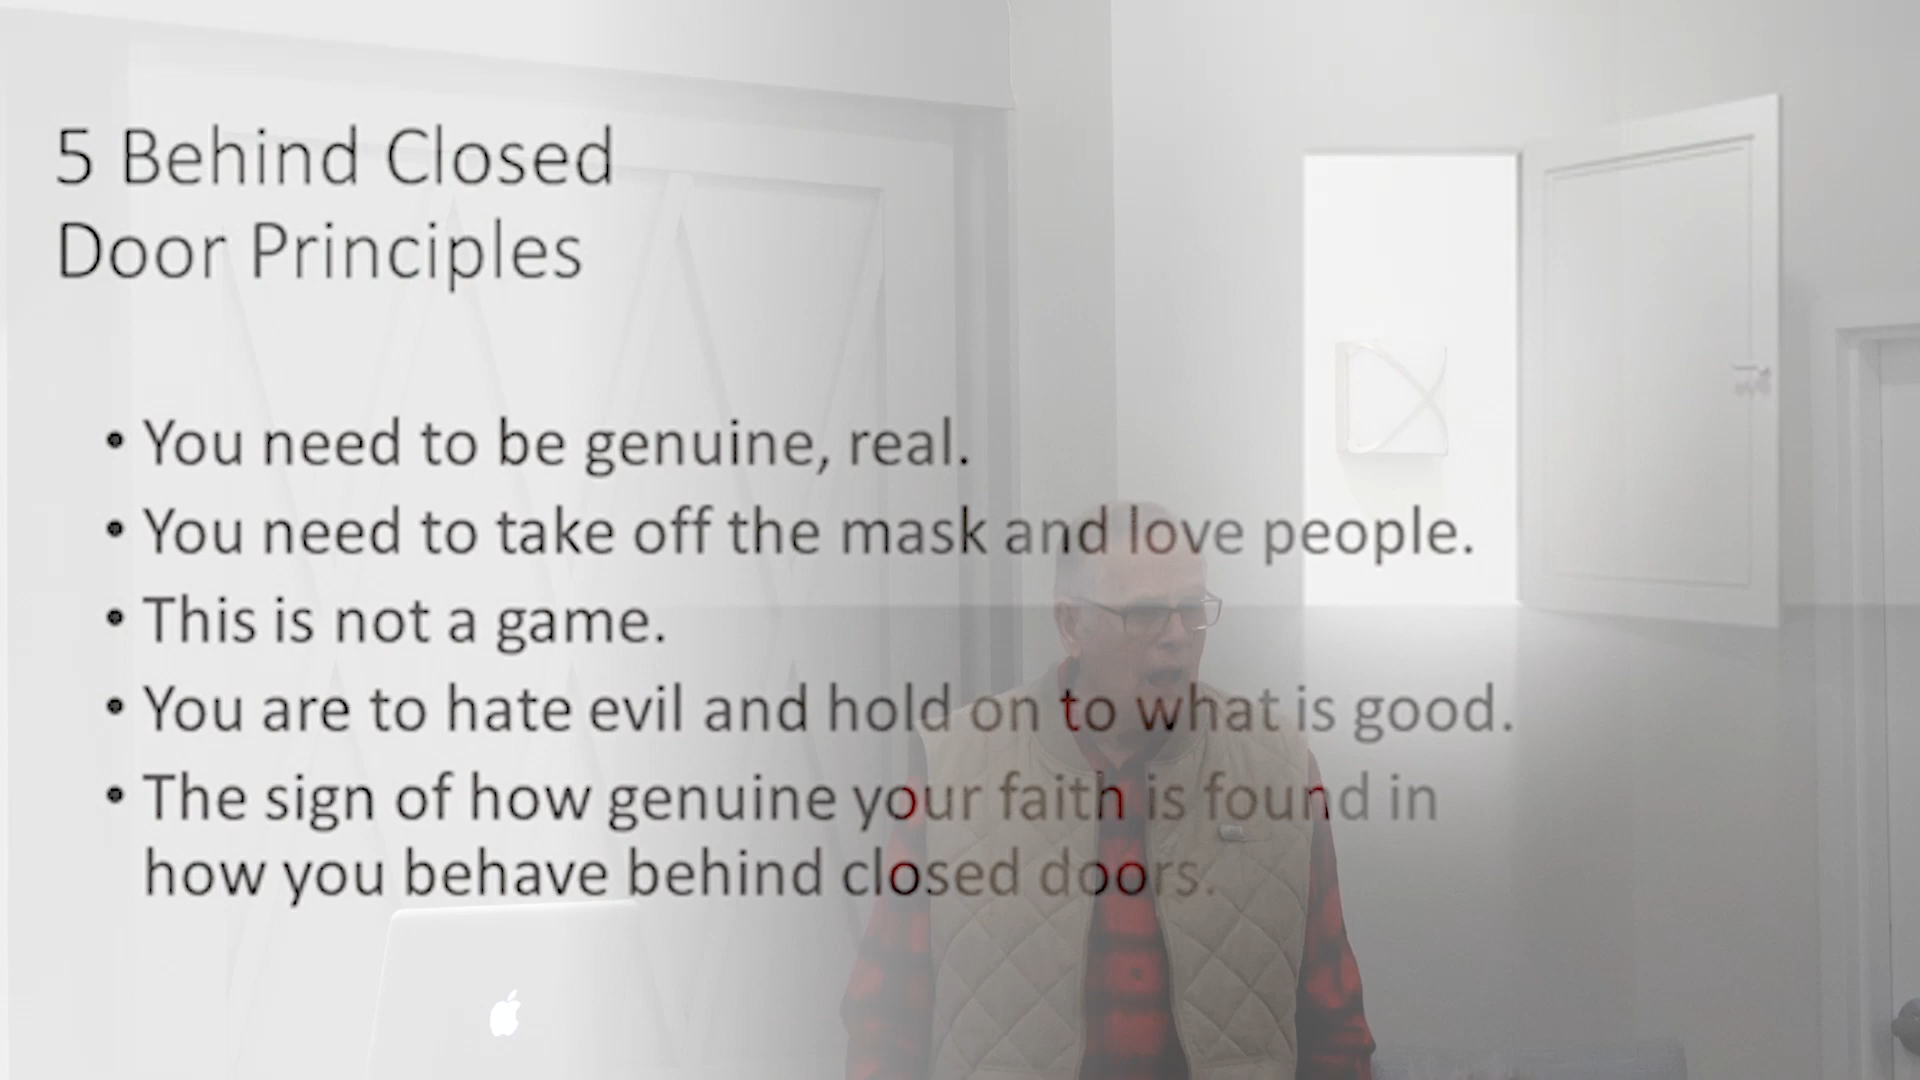 5 Behind Closed
Door Principles
• You need to be genuine, real.
• You need to take off the mask and love people.
• This is not a game.
• You are to hate evil and hold on to what is good.
• The sign of how genuine your faith is found in
how you behave behind closed doors.